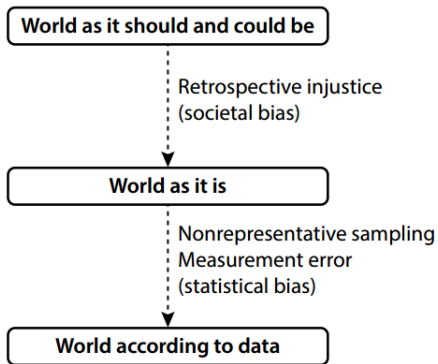 World as it should and could be
Retrospective injustice
(societal bias)
World as it is
Nonrepresentative sampling
Measurement error
(statistical bias)
World according to data